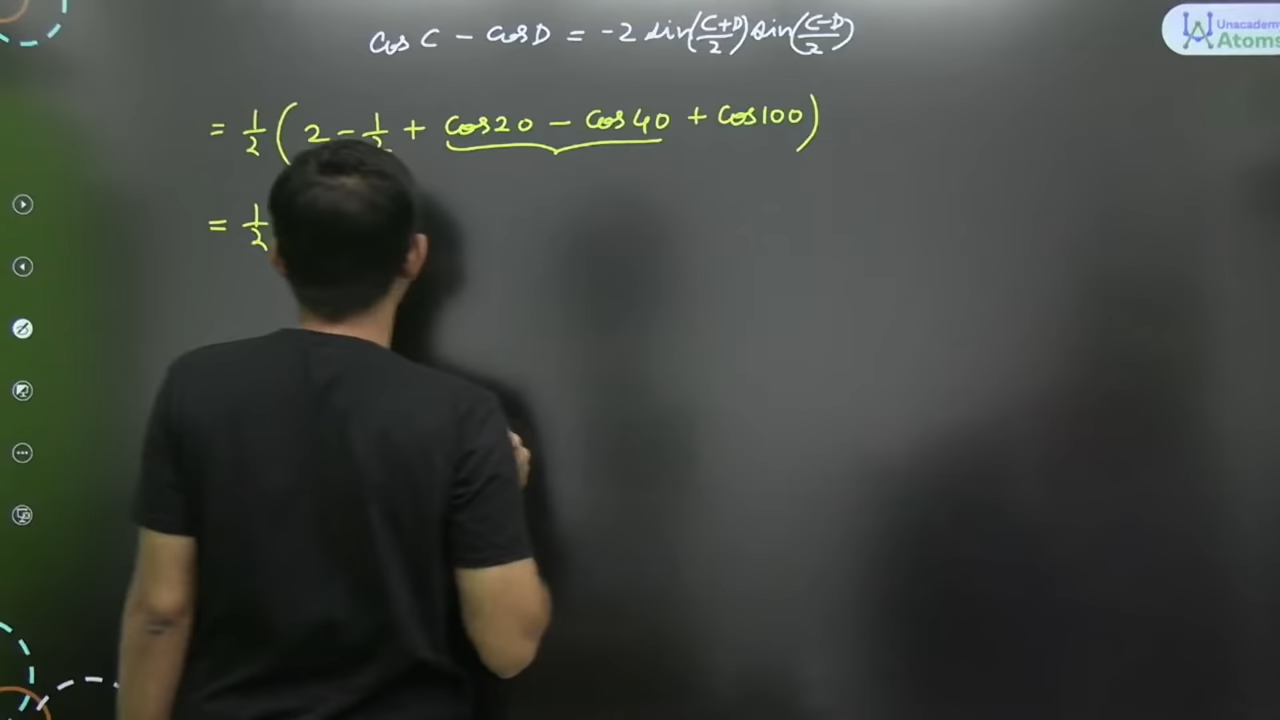 Unacademy
Atoms
cos C - cos D = -2 sin(C+D/2) sin(C-D/2)
= 1/2 ( 2 - 1/2 + cos20 - cos40 + cos100 )
= 1/2